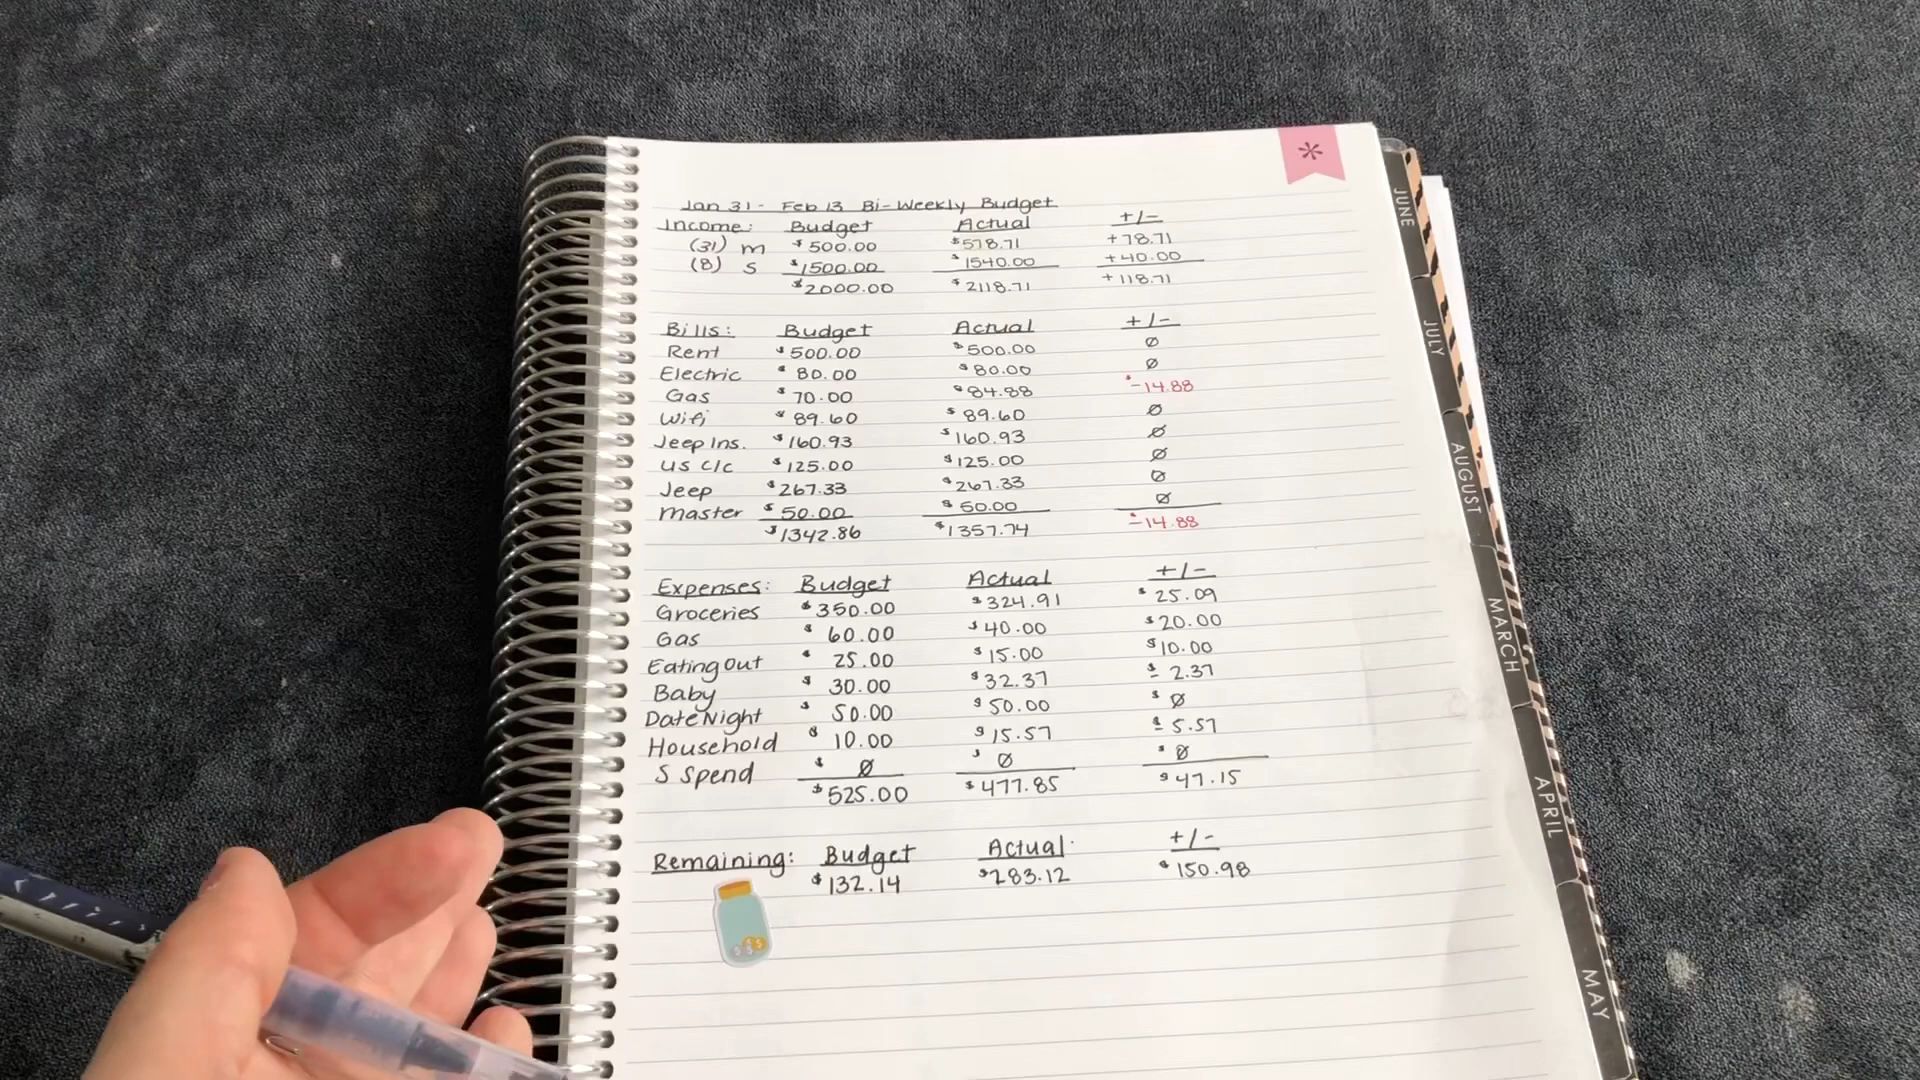 *
Jan 31 - Feb 13 Bi-Weekly Budget
Income: Budget Actual +/-
(31) m $500.00 $578.71 +78.71
(8) s $1500.00 $1540.00 +40.00
$2000.00 $2118.71 +118.71
Bills: Budget Actual +/-
Rent $500.00 $500.00 Ø
Electric $80.00 $80.00 Ø
Gas $70.00 $84.88 $-14.88
Wifi $89.60 $89.60 Ø
Jeep Ins. $160.93 $160.93 Ø
US C/C $125.00 $125.00 Ø
Jeep $267.33 $267.33 Ø
Master $50.00 $50.00 Ø
$1342.86 $1357.74 $-14.88
Expenses: Budget Actual +/-
Groceries $350.00 $324.91 $25.09
Gas $60.00 $40.00 $20.00
Eating Out $25.00 $15.00 $10.00
Baby $30.00 $32.37 $-2.37
Date Night $50.00 $50.00 $Ø
Household $10.00 $15.57 $-5.57
S Spend $Ø $Ø $Ø
$525.00 $477.85 $47.15
Remaining: Budget Actual +/-
$132.14 $283.12 $150.98
JUNE
JULY
AUGUST
MARCH
APRIL
MAY